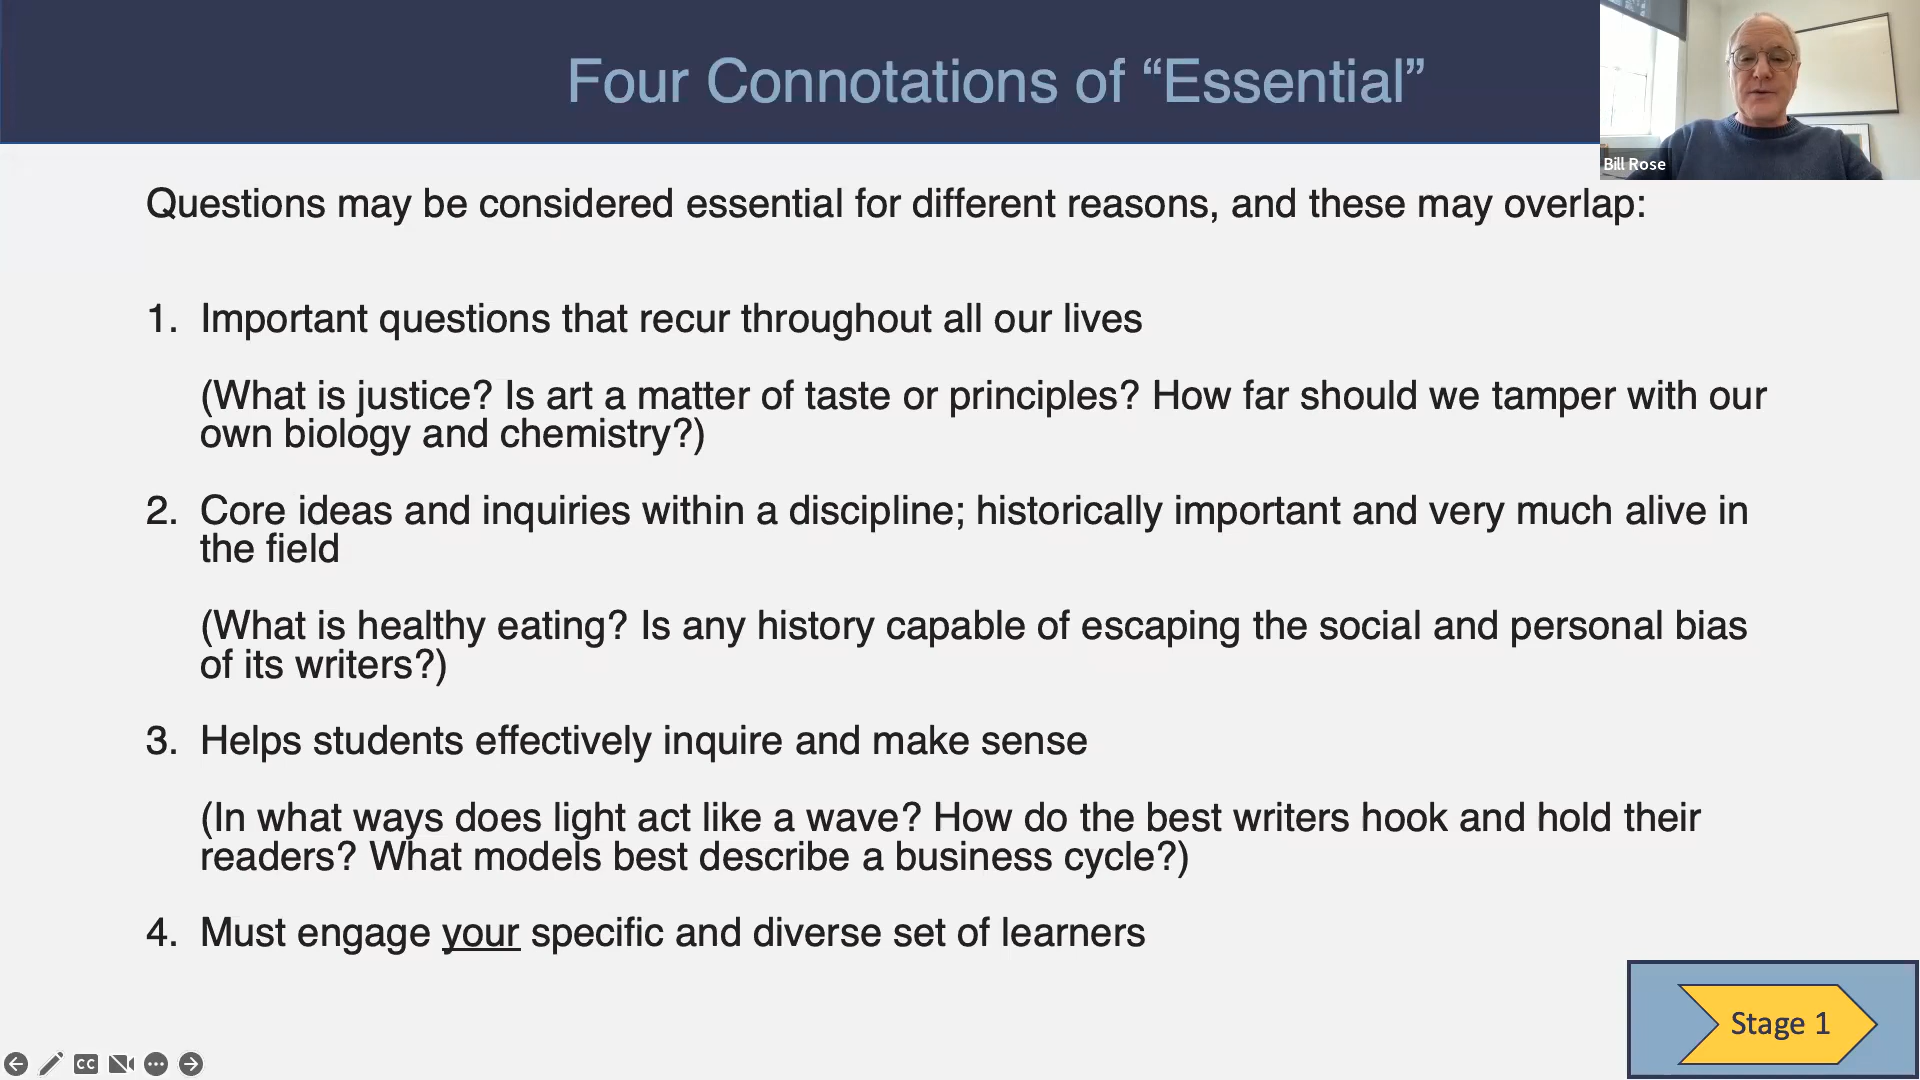 Four Connotations of “Essential”
Bill Rose
Questions may be considered essential for different reasons, and these may overlap:
1. Important questions that recur throughout all our lives
(What is justice? Is art a matter of taste or principles? How far should we tamper with our
own biology and chemistry?)
2. Core ideas and inquiries within a discipline; historically important and very much alive in
the field
(What is healthy eating? Is any history capable of escaping the social and personal bias
of its writers?)
3. Helps students effectively inquire and make sense
(In what ways does light act like a wave? How do the best writers hook and hold their
readers? What models best describe a business cycle?)
4. Must engage your specific and diverse set of learners
Stage 1
CC